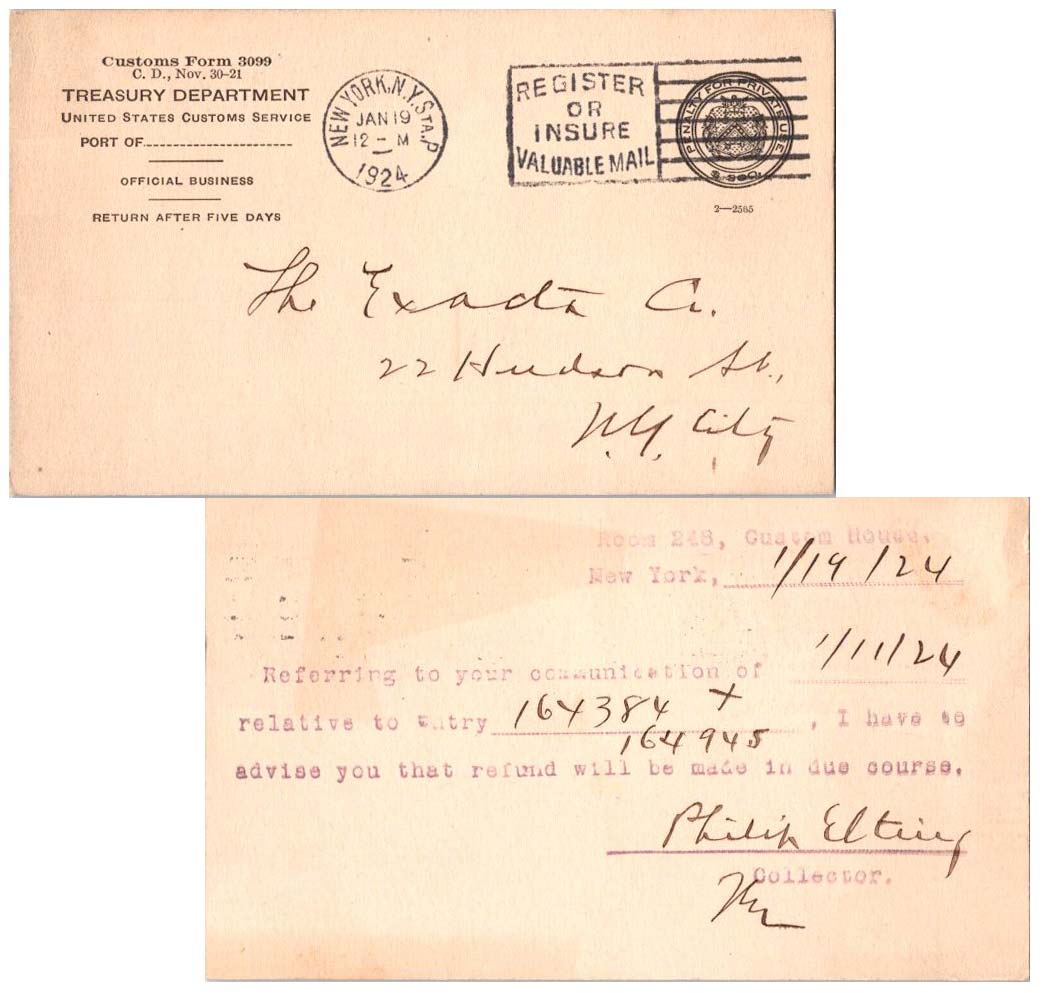 Customs Form 3099
C. D., Nov. 30-21
TREASURY DEPARTMENT
UNITED STATES CUSTOMS SERVICE
PORT OF
OFFICIAL BUSINESS
RETURN AFTER FIVE DAYS
NEW YORK, N.Y. STA. P
JAN 19
12 - M
1924
REGISTER
OR
INSURE
VALUABLE MAIL
PENALTY FOR PRIVATE USE
$ 300.
2—2565
The Exacta Co.
22 Hudson St.,
N.Y. City
Room 248, Custom House,
New York, 1/19/24
Referring to your communication of 1/11/24
relative to Entry 164384 +
164945 , I have to
advise you that refund will be made in due course.
Philip Elting
Collector.